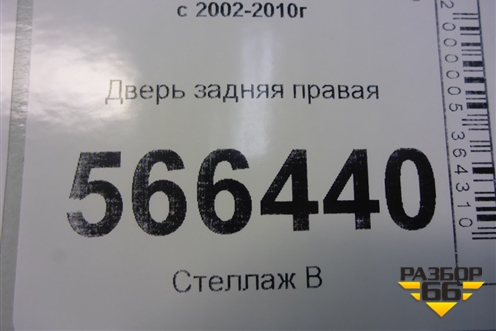 с 2002-2010г
Дверь задняя правая
566440
Стеллаж В
2000005364310
РАЗБОР
66